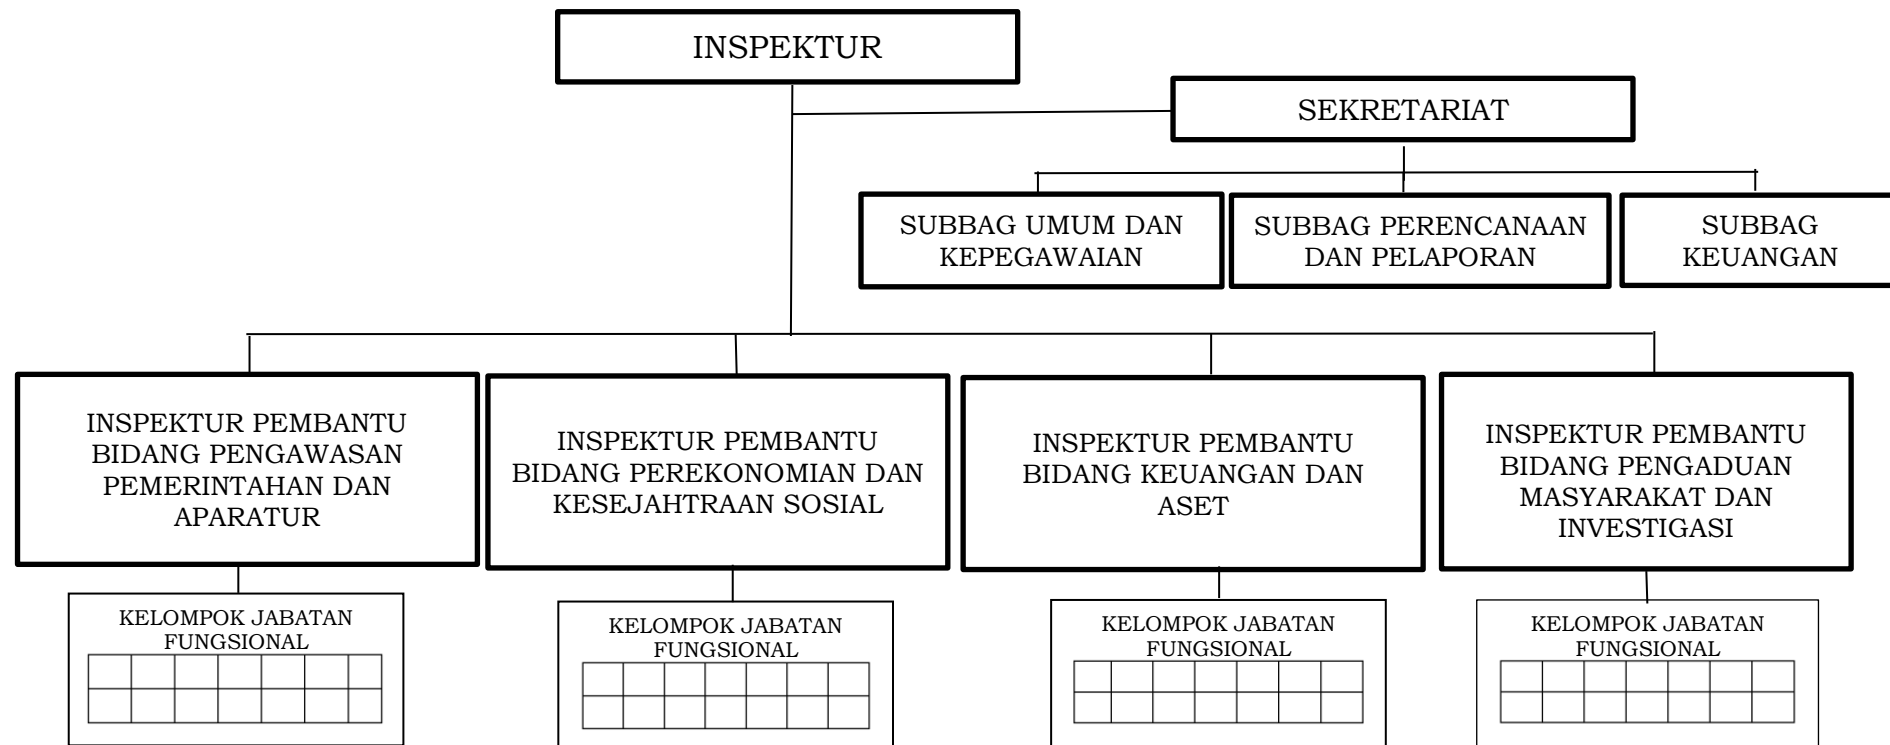 INSPEKTUR
SEKRETARIAT
SUBBAG UMUM DAN
KEPEGAWAIAN
SUBBAG PERENCANAAN
DAN PELAPORAN
SUBBAG
KEUANGAN
INSPEKTUR PEMBANTU
BIDANG PENGAWASAN
PEMERINTAHAN DAN
APARATUR
INSPEKTUR PEMBANTU
BIDANG PEREKONOMIAN DAN
KESEJAHTRAAN SOSIAL
INSPEKTUR PEMBANTU
BIDANG KEUANGAN DAN
ASET
INSPEKTUR PEMBANTU
BIDANG PENGADUAN
MASYARAKAT DAN
INVESTIGASI
KELOMPOK JABATAN
FUNGSIONAL
KELOMPOK JABATAN
FUNGSIONAL
KELOMPOK JABATAN
FUNGSIONAL
KELOMPOK JABATAN
FUNGSIONAL